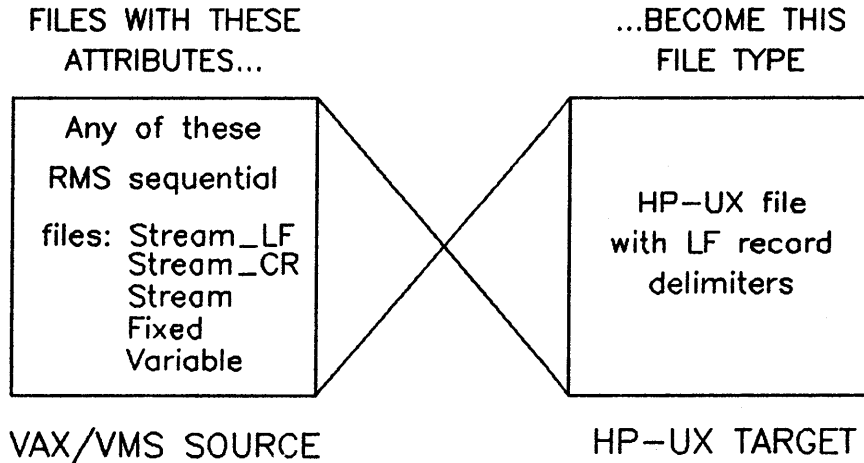 FILES WITH THESE
ATTRIBUTES...
...BECOME THIS
FILE TYPE
Any of these
RMS sequential
files: Stream_LF
Stream_CR
Stream
Fixed
Variable
HP-UX file
with LF record
delimiters
VAX/VMS SOURCE
HP-UX TARGET